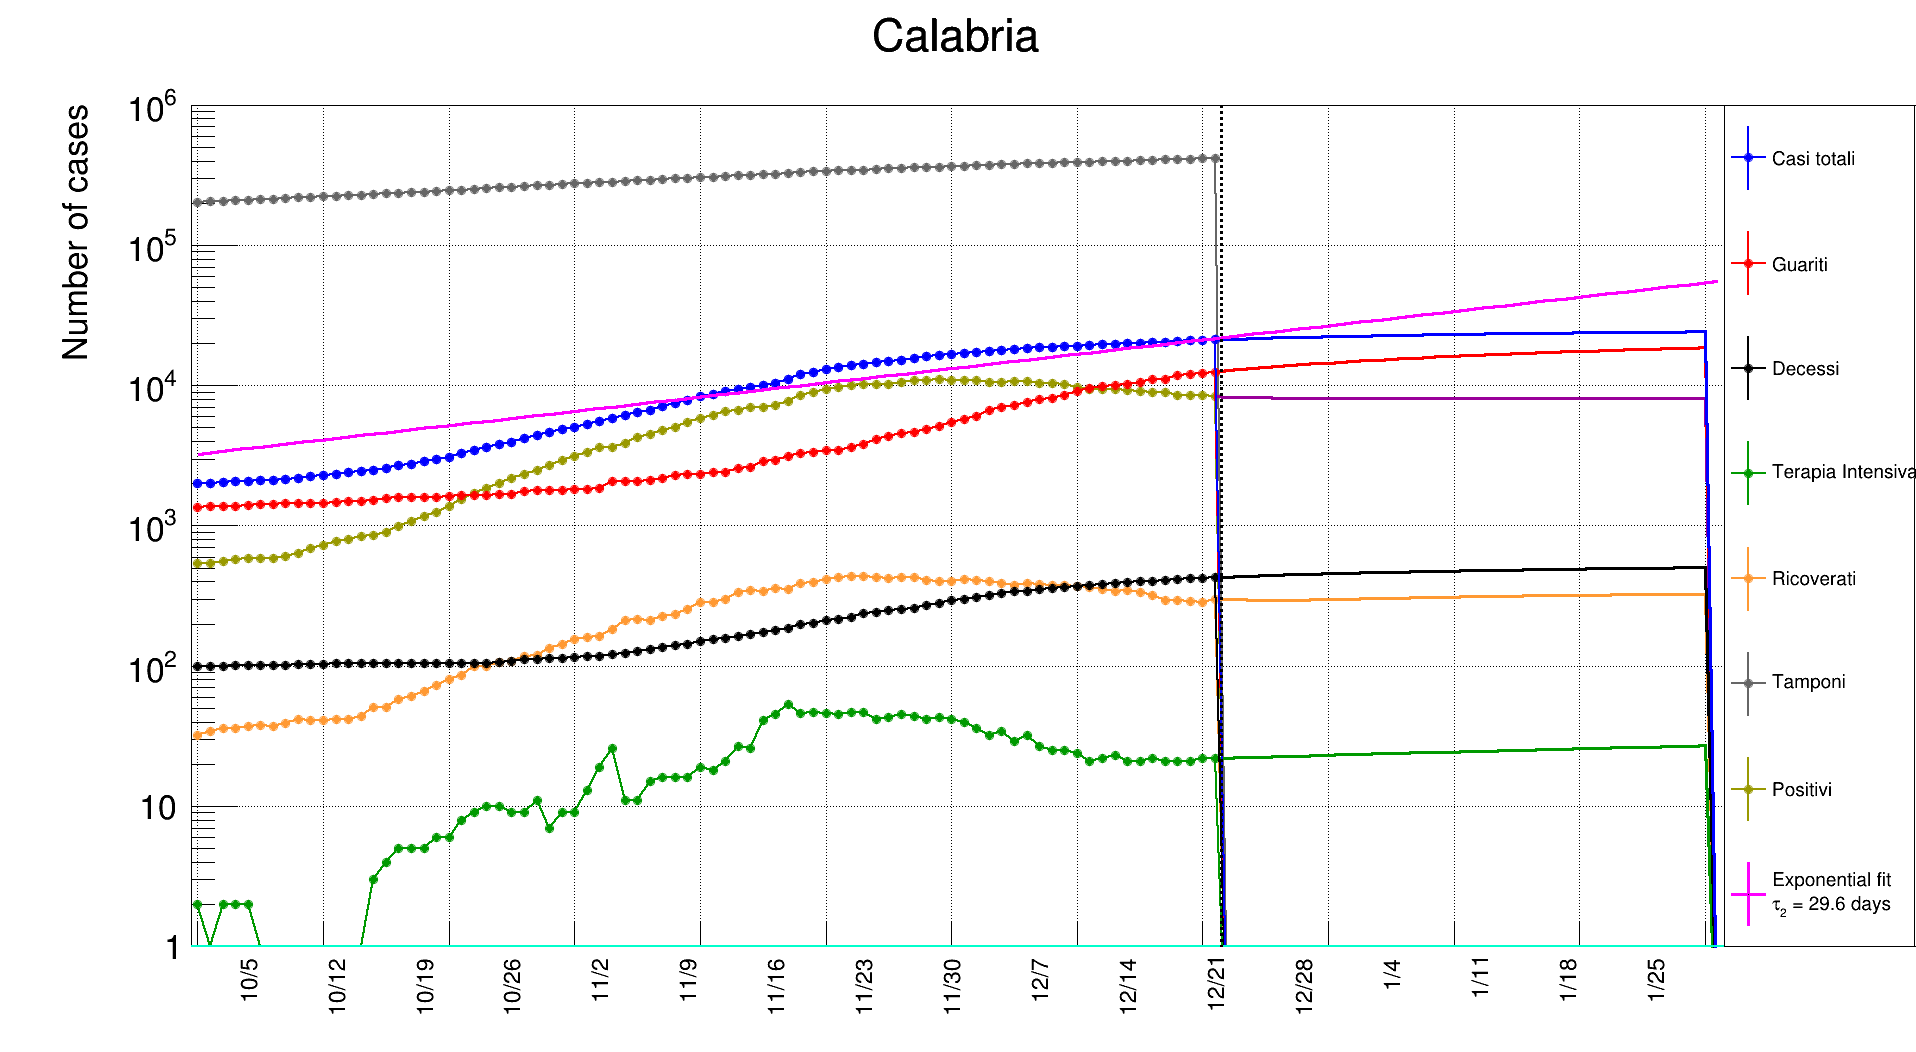 Calabria
Number of cases
10^6
10^5
10^4
10^3
10^2
10
1
10/5
10/12
10/19
10/26
11/2
11/9
11/16
11/23
11/30
12/7
12/14
12/21
12/28
1/4
1/11
1/18
1/25
Casi totali
Guariti
Decessi
Terapia Intensiva
Ricoverati
Tamponi
Positivi
Exponential fit
τ₂ = 29.6 days